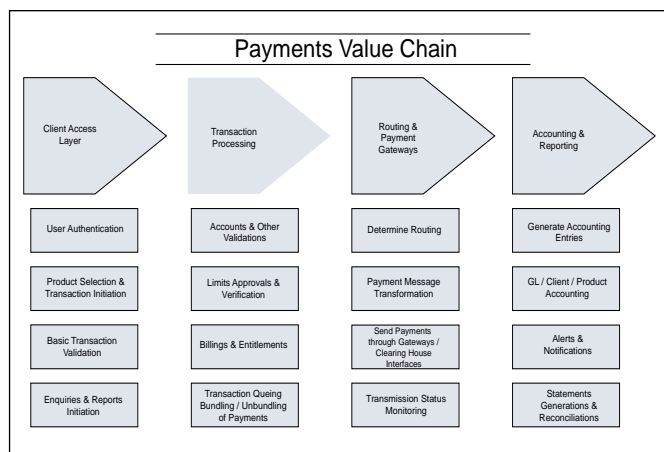 Payments Value Chain
Client Access
Layer
Transaction
Processing
Routing &
Payment
Gateways
Accounting &
Reporting
User Authentication
Accounts & Other
Validations
Determine Routing
Generate Accounting
Entries
Product Selection &
Transaction Initiation
Limits Approvals &
Verification
Payment Message
Transformation
GL / Client / Product
Accounting
Basic Transaction
Validation
Billings & Entitlements
Send Payments
through Gateways /
Clearing House
Interfaces
Alerts &
Notifications
Enquiries & Reports
Initiation
Transaction Queing
Bundling / Unbundling
of Payments
Transmission Status
Monitoring
Statements
Generations &
Reconciliations